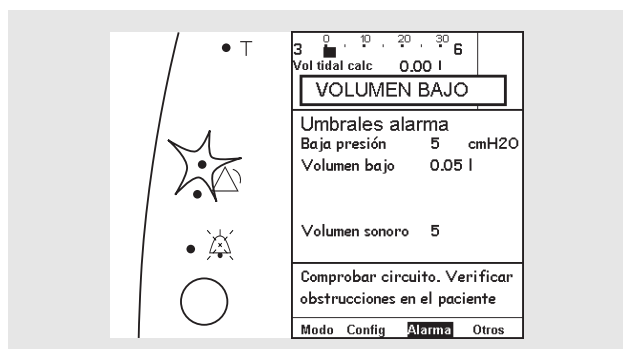 T
0 10 20 30
3 6
Vol tidal calc 0.00 l
VOLUMEN BAJO
Umbrales alarma
Baja presión 5 cmH2O
Volumen bajo 0.05 l
Volumen sonoro 5
Comprobar circuito. Verificar
obstrucciones en el paciente
Modo Config Alarma Otros